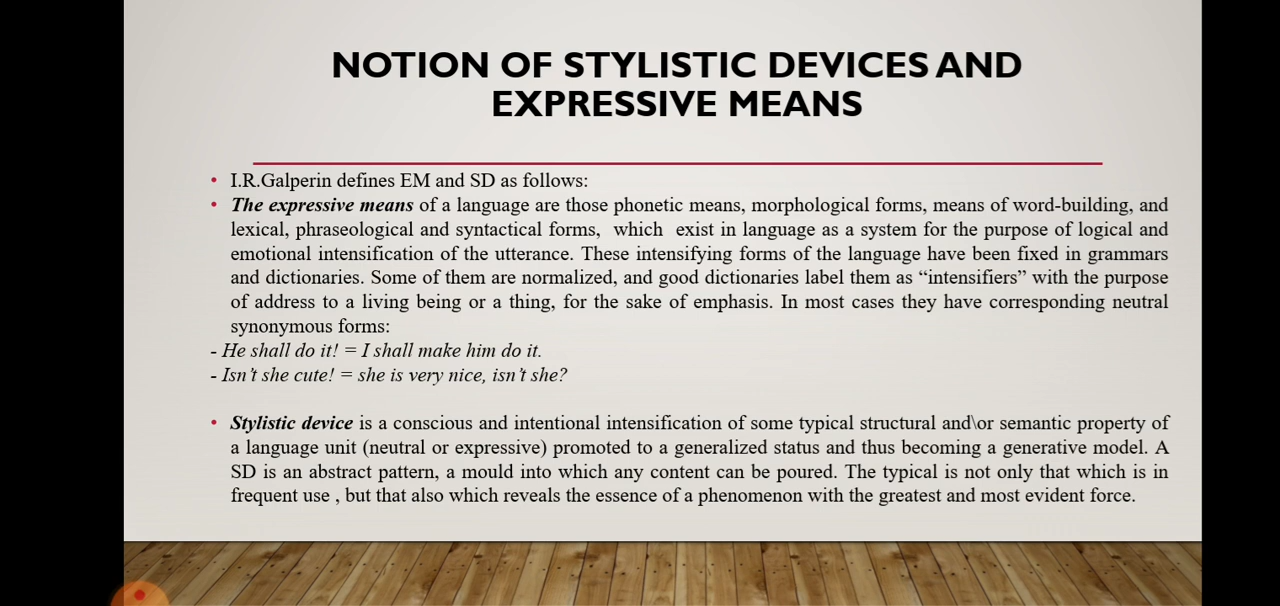 NOTION OF STYLISTIC DEVICES AND
EXPRESSIVE MEANS
• I.R.Galperin defines EM and SD as follows:
• The expressive means of a language are those phonetic means, morphological forms, means of word-building, and
lexical, phraseological and syntactical forms, which exist in language as a system for the purpose of logical and
emotional intensification of the utterance. These intensifying forms of the language have been fixed in grammars
and dictionaries. Some of them are normalized, and good dictionaries label them as “intensifiers” with the purpose
of address to a living being or a thing, for the sake of emphasis. In most cases they have corresponding neutral
synonymous forms:
- He shall do it! = I shall make him do it.
- Isn’t she cute! = she is very nice, isn’t she?
• Stylistic device is a conscious and intentional intensification of some typical structural and\or semantic property of
a language unit (neutral or expressive) promoted to a generalized status and thus becoming a generative model. A
SD is an abstract pattern, a mould into which any content can be poured. The typical is not only that which is in
frequent use , but that also which reveals the essence of a phenomenon with the greatest and most evident force.